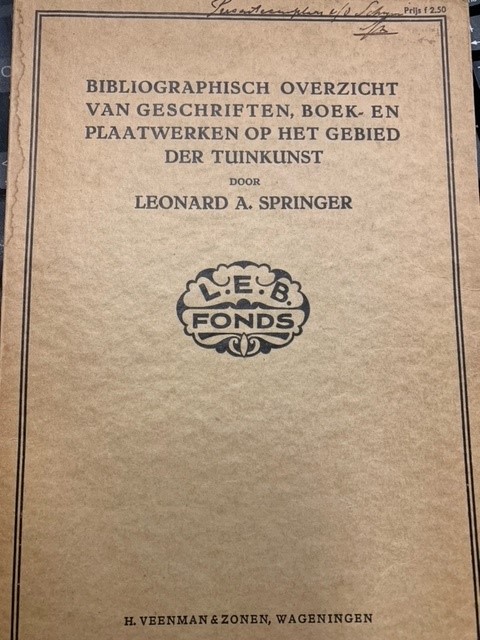 Prijs f 2.50
BIBLIOGRAPHISCH OVERZICHT
VAN GESCHRIFTEN, BOEK- EN
PLAATWERKEN OP HET GEBIED
DER TUINKUNST
DOOR
LEONARD A. SPRINGER
L.E.B.
FONDS
H. VEENMAN & ZONEN, WAGENINGEN